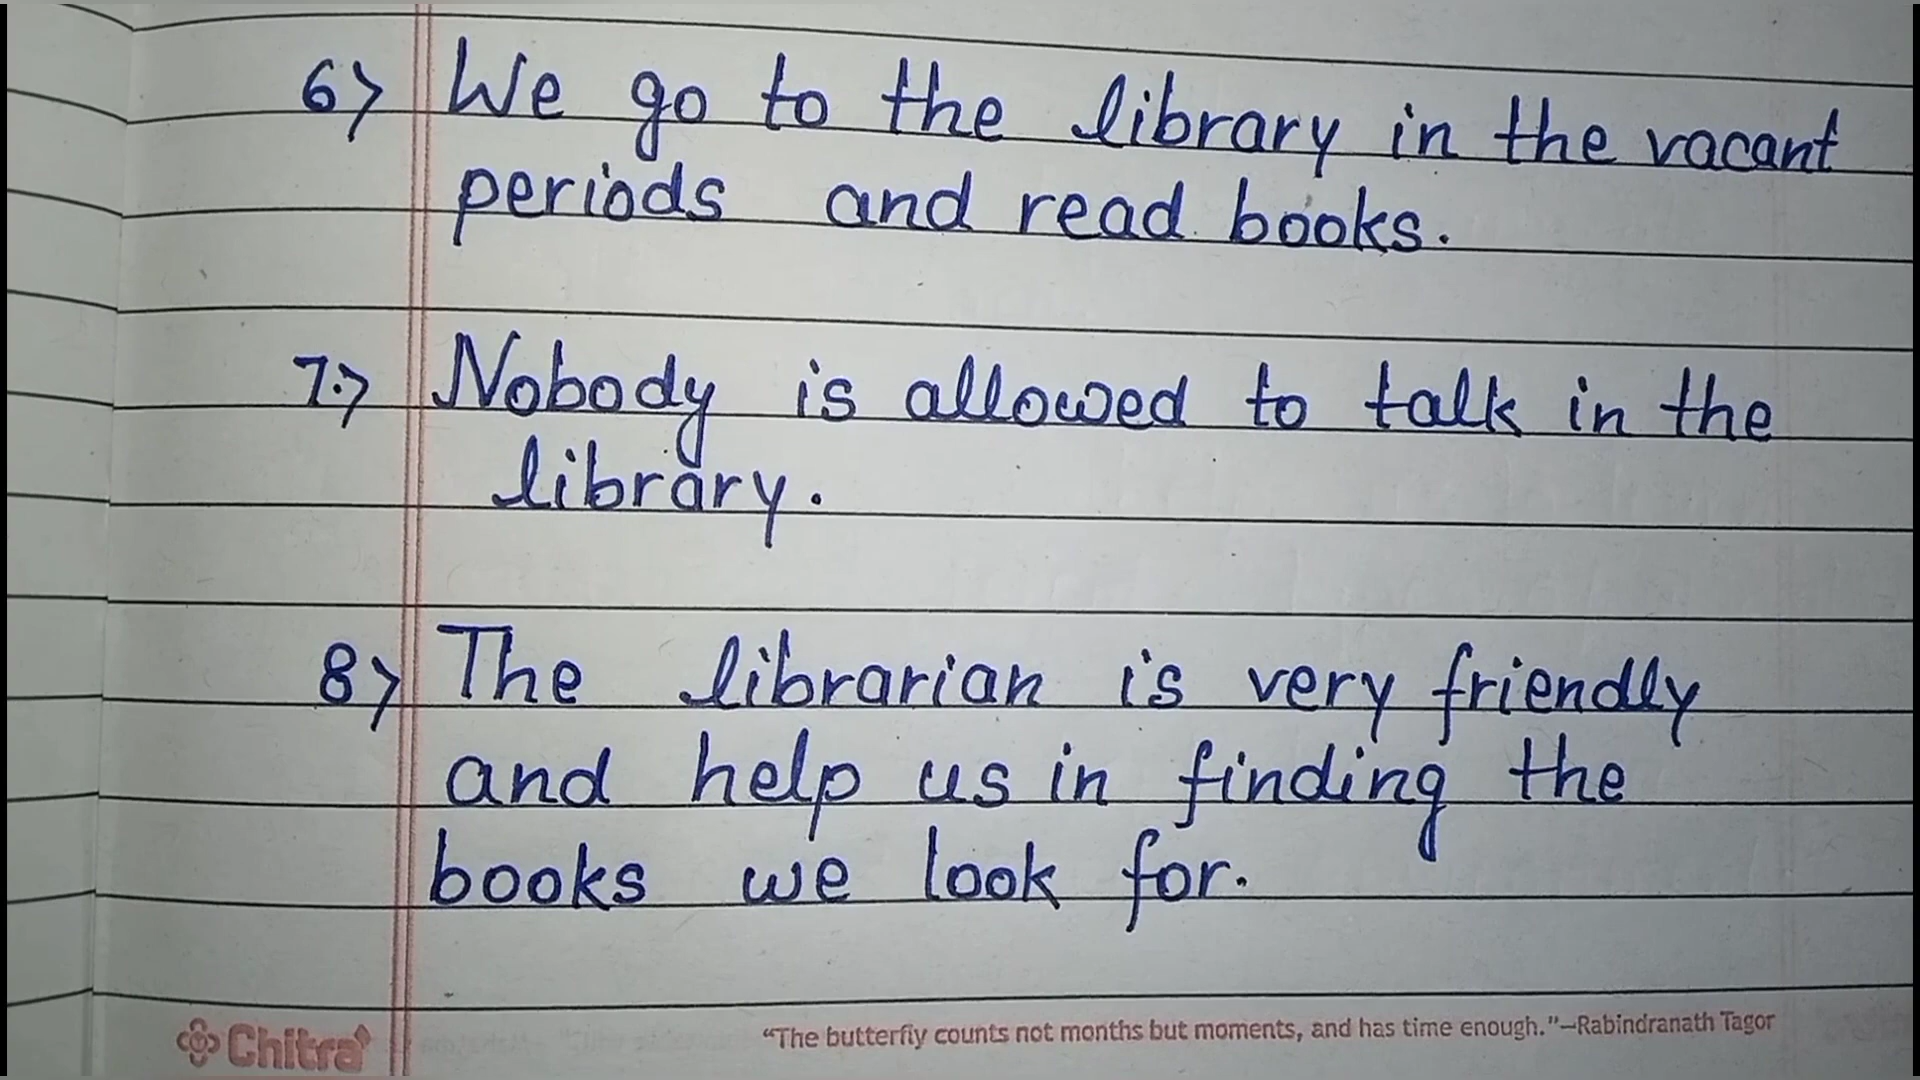 6) We go to the library in the vacant
periods and read books.
7.) Nobody is allowed to talk in the
library.
8) The librarian is very friendly
and help us in finding the
books we look for.
Chitra
"The butterfly counts not months but moments, and has time enough."—Rabindranath Tagor